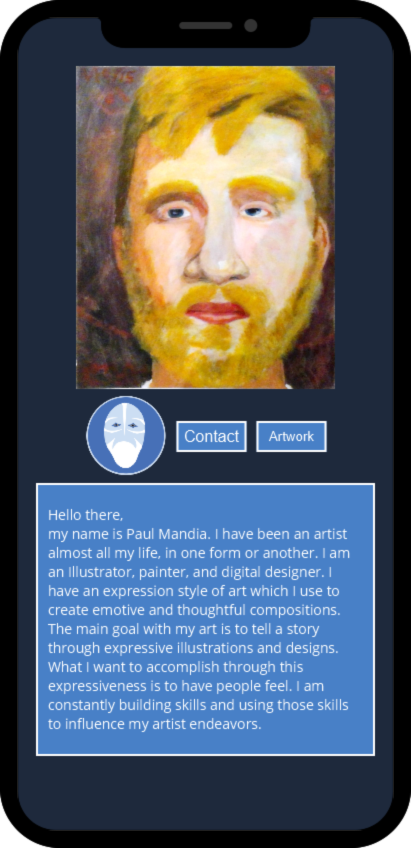 Contact
Artwork
Hello there,
my name is Paul Mandia. I have been an artist
almost all my life, in one form or another. I am
an Illustrator, painter, and digital designer. I
have an expression style of art which I use to
create emotive and thoughtful compositions.
The main goal with my art is to tell a story
through expressive illustrations and designs.
What I want to accomplish through this
expressiveness is to have people feel. I am
constantly building skills and using those skills
to influence my artist endeavors.